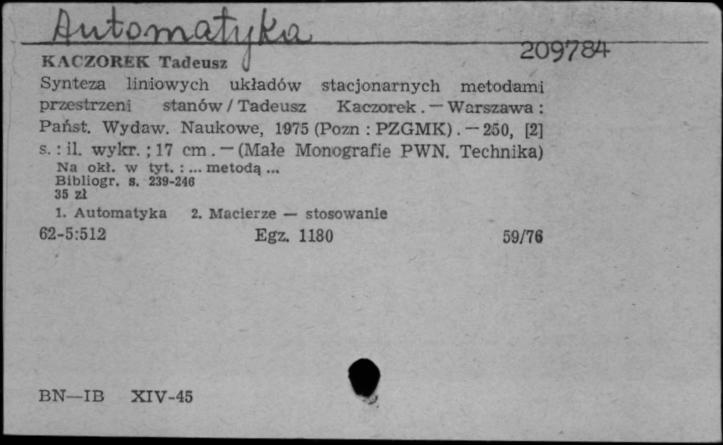 Automatyka
209784
KACZOREK Tadeusz
Synteza liniowych układów stacjonarnych metodami
przestrzeni stanów / Tadeusz Kaczorek . — Warszawa :
Państ. Wydaw. Naukowe, 1975 (Pozn : PZGMK) . — 250, [2]
s. : il. wykr. ; 17 cm . — (Małe Monografie PWN. Technika)
Na okł. w tyt. : ... metodą ...
Bibliogr. s. 239-246
35 zł
1. Automatyka 2. Macierze — stosowanie
62-5:512 Egz. 1180 59/76
BN—IB XIV-45